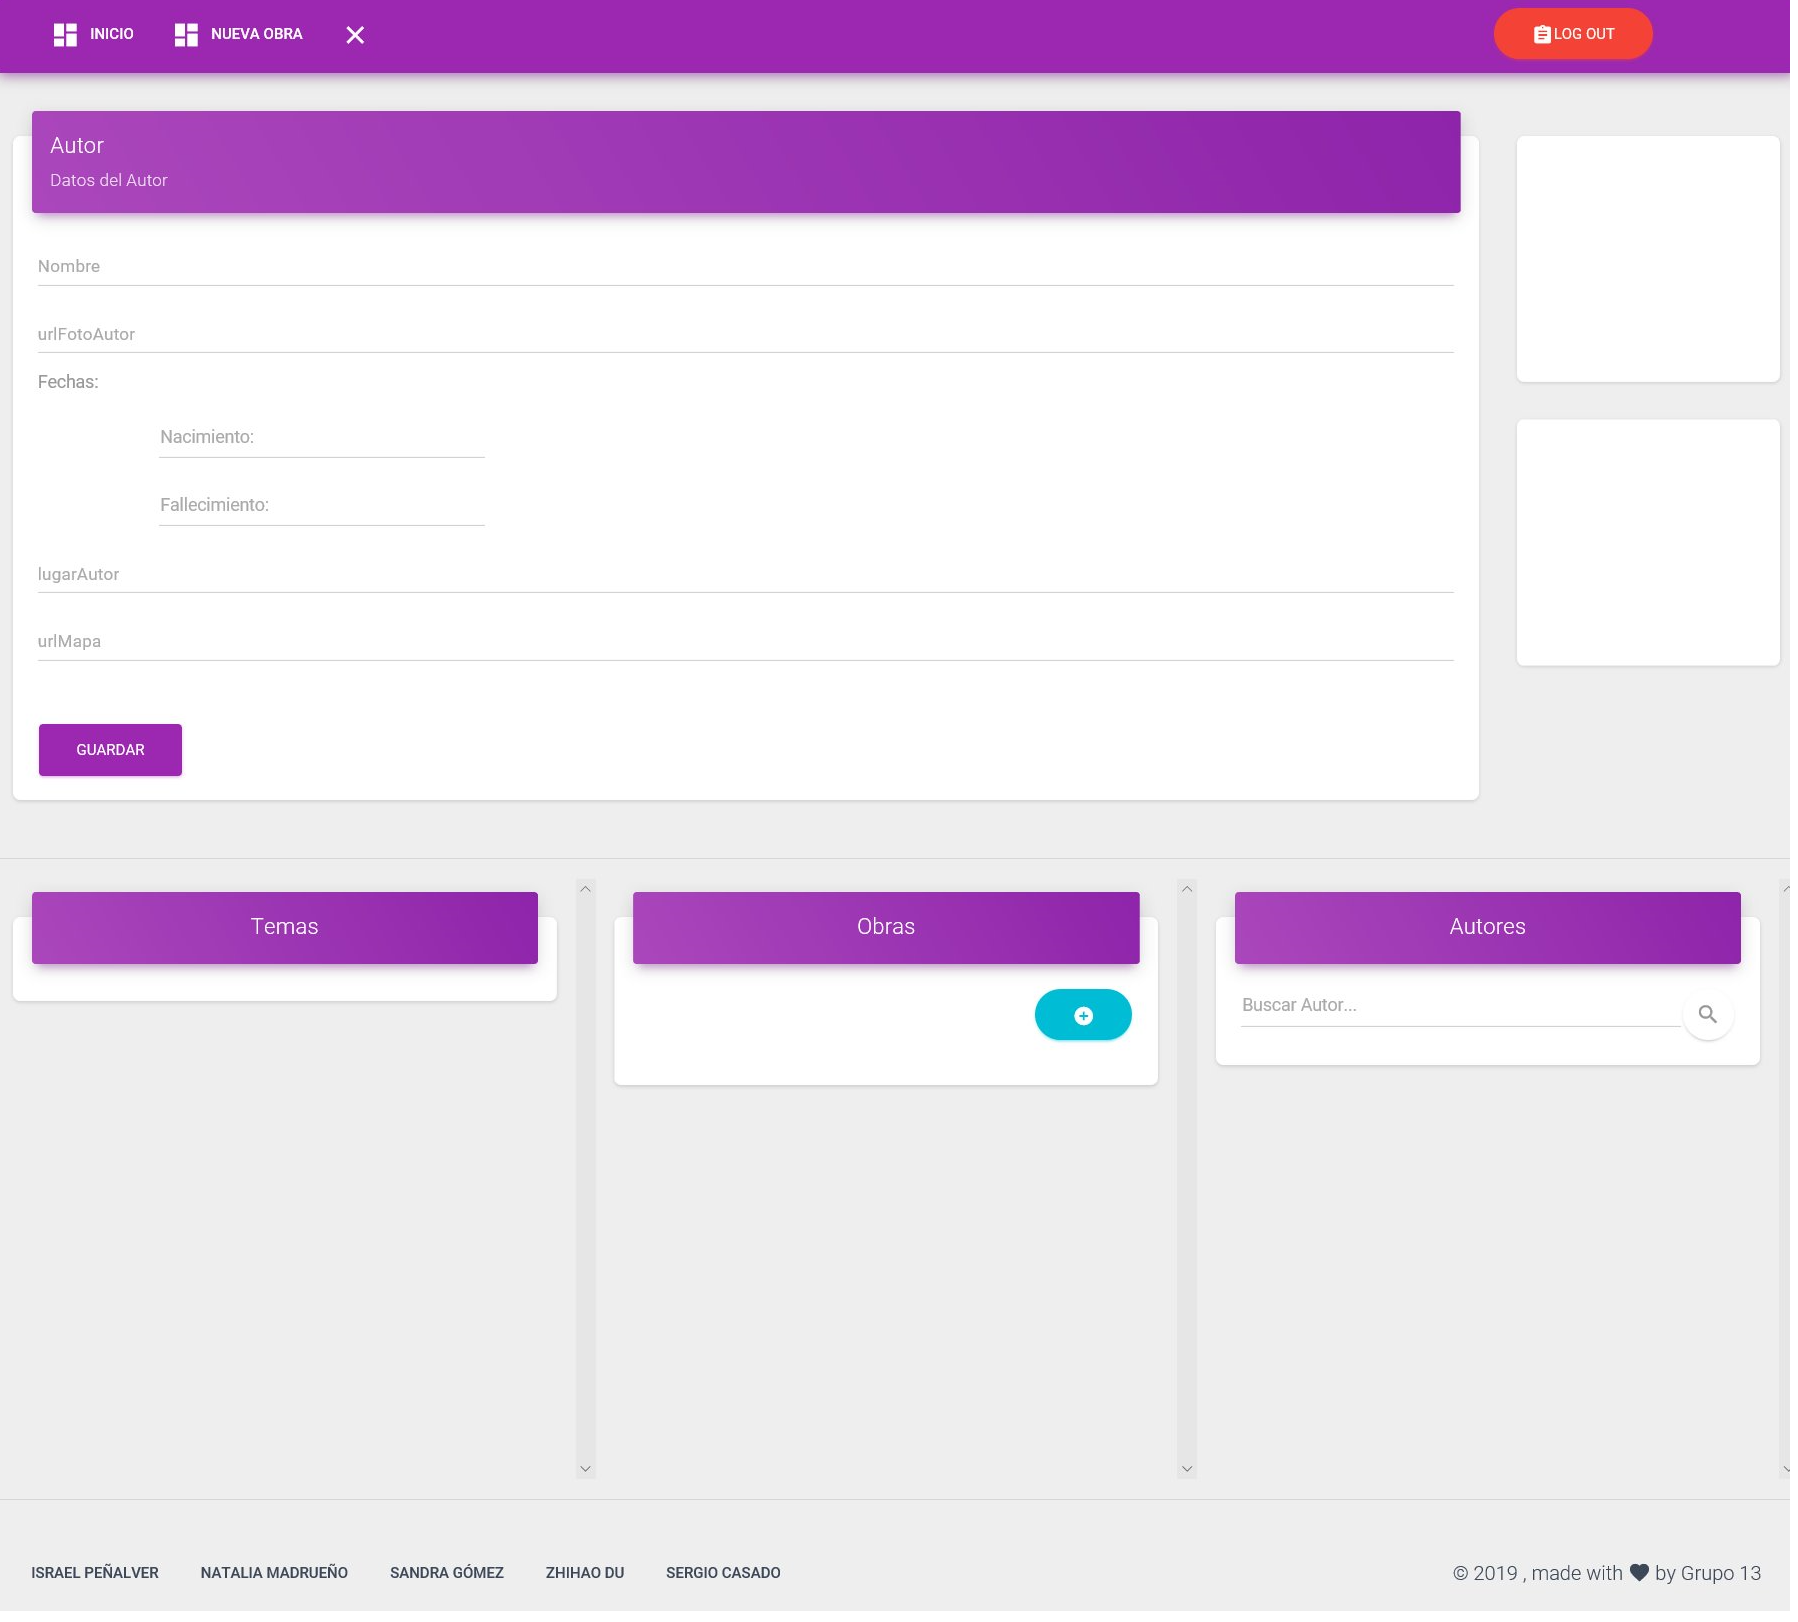 INICIO
NUEVA OBRA
LOG OUT
Autor
Datos del Autor
Nombre
urlFotoAutor
Fechas:
Nacimiento:
Fallecimiento:
lugarAutor
urlMapa
GUARDAR
Temas
Obras
Autores
Buscar Autor...
ISRAEL PEÑALVER
NATALIA MADRUEÑO
SANDRA GÓMEZ
ZHIHAO DU
SERGIO CASADO
© 2019 , made with ♥ by Grupo 13